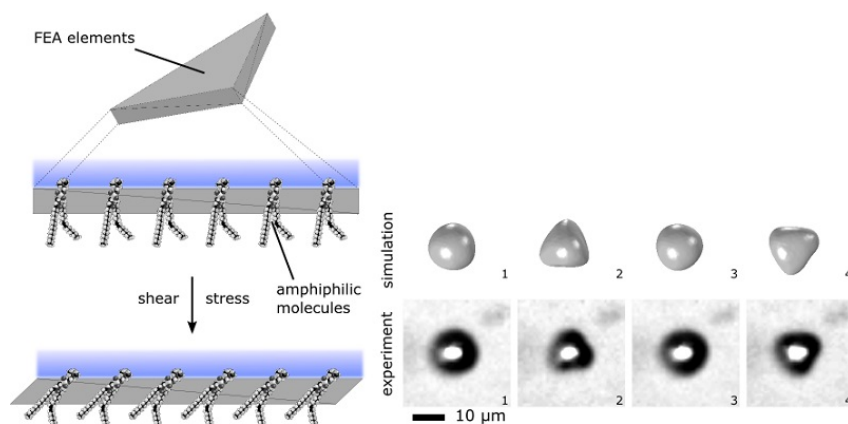 FEA elements
amphiphilic
molecules
shear stress
simulation
1
2
3
4
experiment
1
2
3
4
10 µm